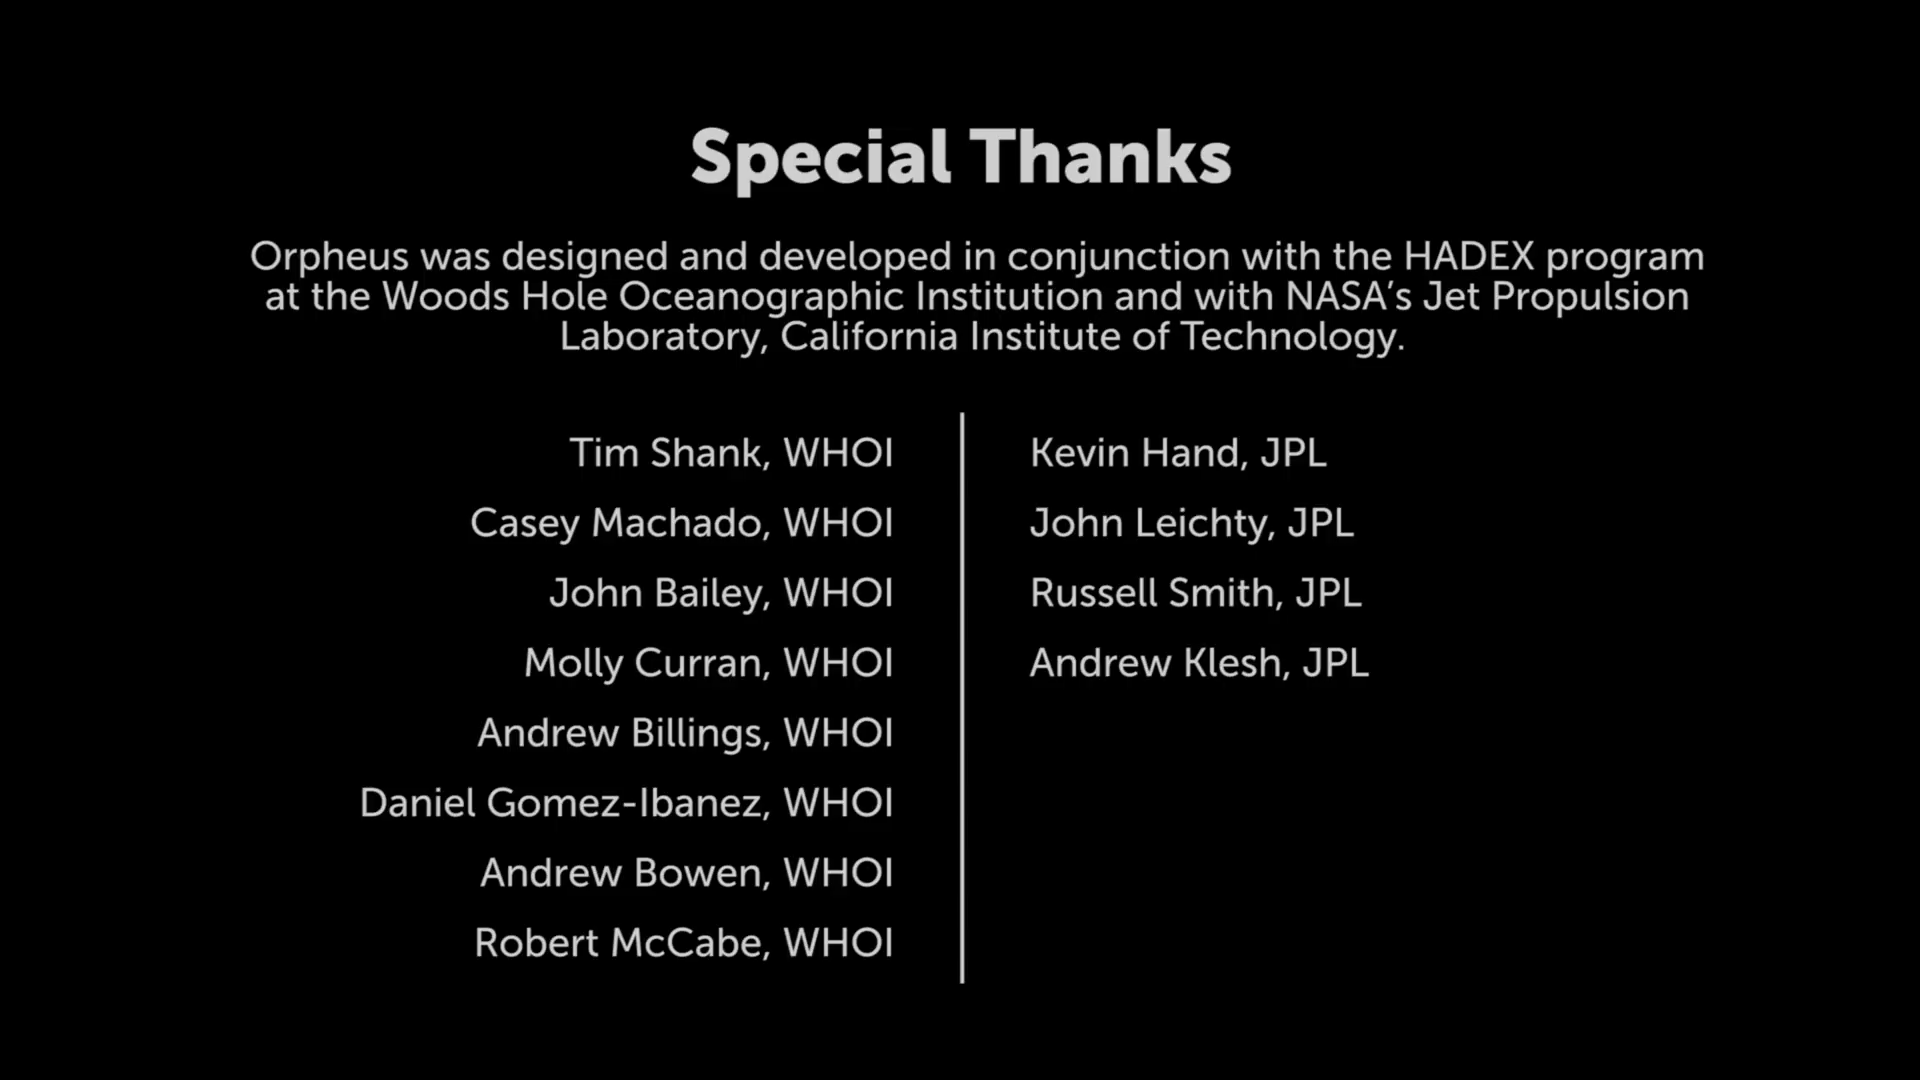 Special Thanks
Orpheus was designed and developed in conjunction with the HADEX program
at the Woods Hole Oceanographic Institution and with NASA's Jet Propulsion
Laboratory, California Institute of Technology.
Tim Shank, WHOI
Casey Machado, WHOI
John Bailey, WHOI
Molly Curran, WHOI
Andrew Billings, WHOI
Daniel Gomez-Ibanez, WHOI
Andrew Bowen, WHOI
Robert McCabe, WHOI
Kevin Hand, JPL
John Leichty, JPL
Russell Smith, JPL
Andrew Klesh, JPL